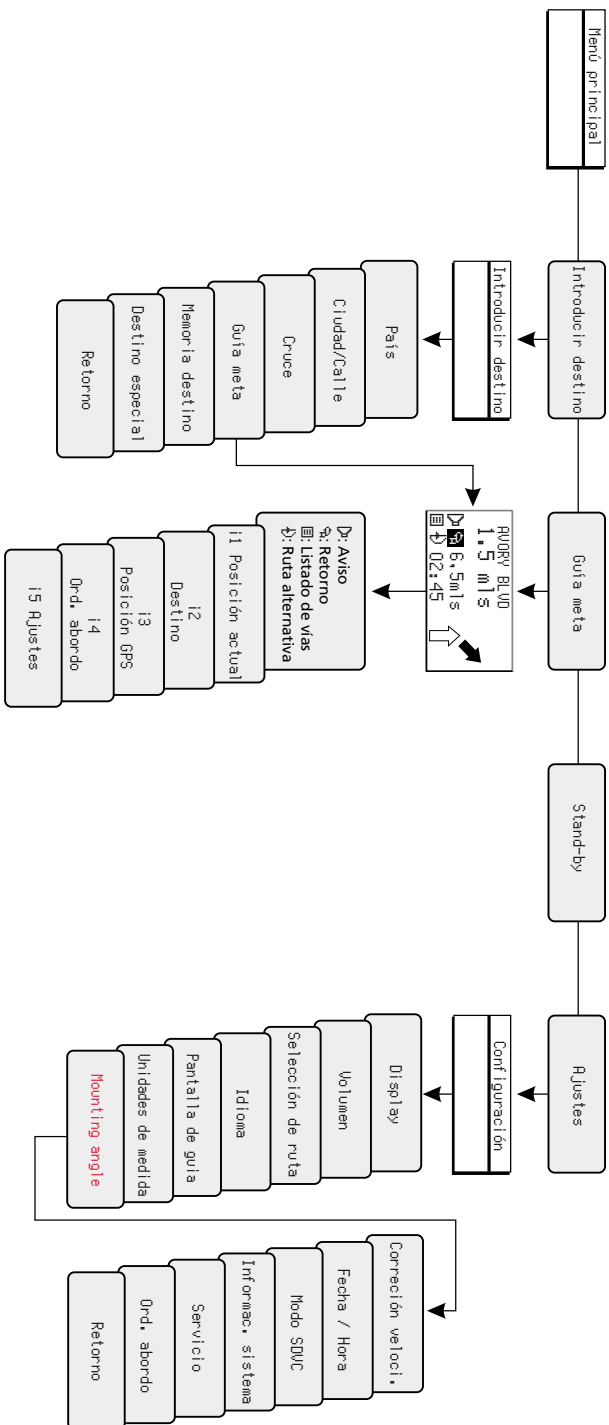 Menú principal
Introducir destino
Guía meta
Stand-by
Ajustes
Introducir destino
País
Ciudad/Calle
Cruce
Guía meta
Memoria destino
Destino especial
Retorno
AVORY BLVD
1.5 mls
6,5mls
02:45
: Aviso
: Retorno
: Listado de vías
: Ruta alternativa
i1 Posición actual
i2
Destino
i3
Posición GPS
i4
Ord. abordo
i5 Ajustes
Configuración
Display
Volumen
Selección de ruta
Idioma
Pantalla de guia
Unidades de medida
Mounting angle
Correción veloci.
Fecha / Hora
Modo SDVC
Informac. sistema
Servicio
Ord. abordo
Retorno